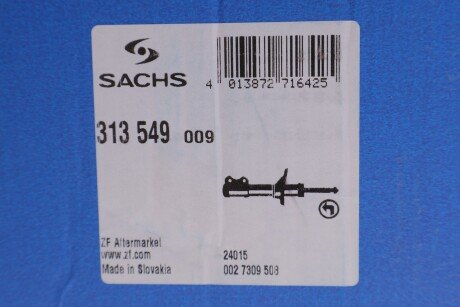 SACHS
4 013872 716425
313 549 009
ZF Aftermarket
www.zf.com
Made in Slovakia
24015
002 7309 508